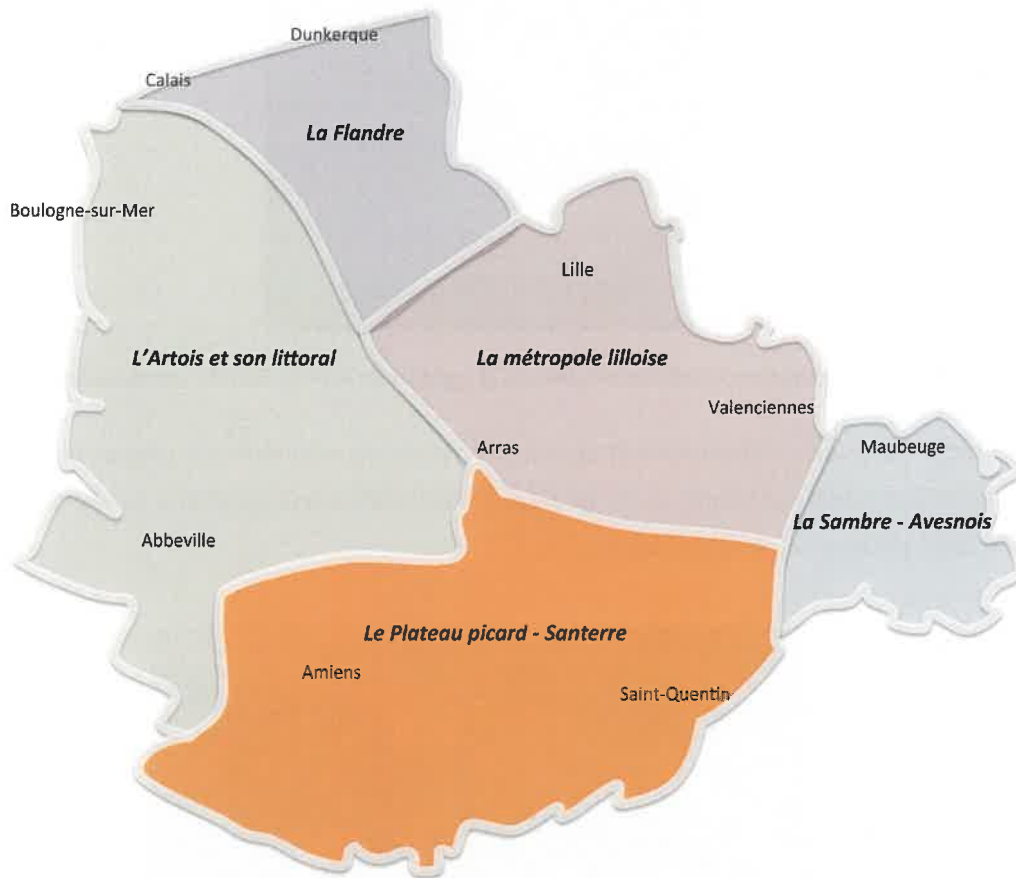 Dunkerque
Calais
La Flandre
Boulogne-sur-Mer
Lille
L'Artois et son littoral
La métropole lilloise
Valenciennes
Arras
Maubeuge
La Sambre - Avesnois
Abbeville
Le Plateau picard - Santerre
Amiens
Saint-Quentin